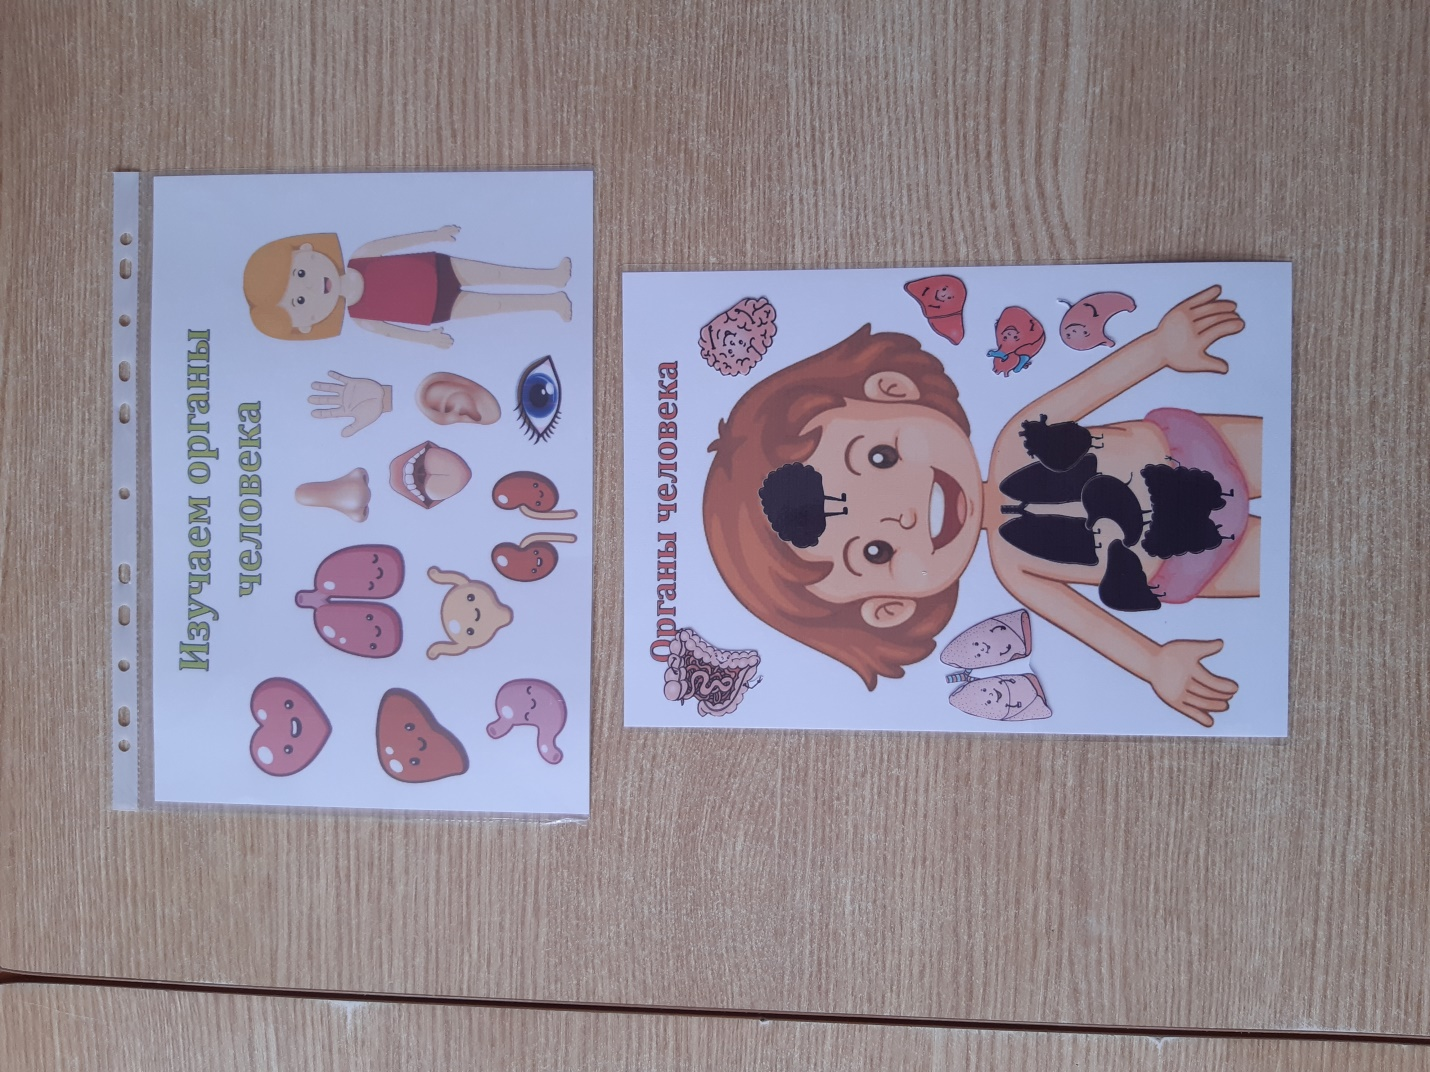 Изучаем органы
человека
Органы человека